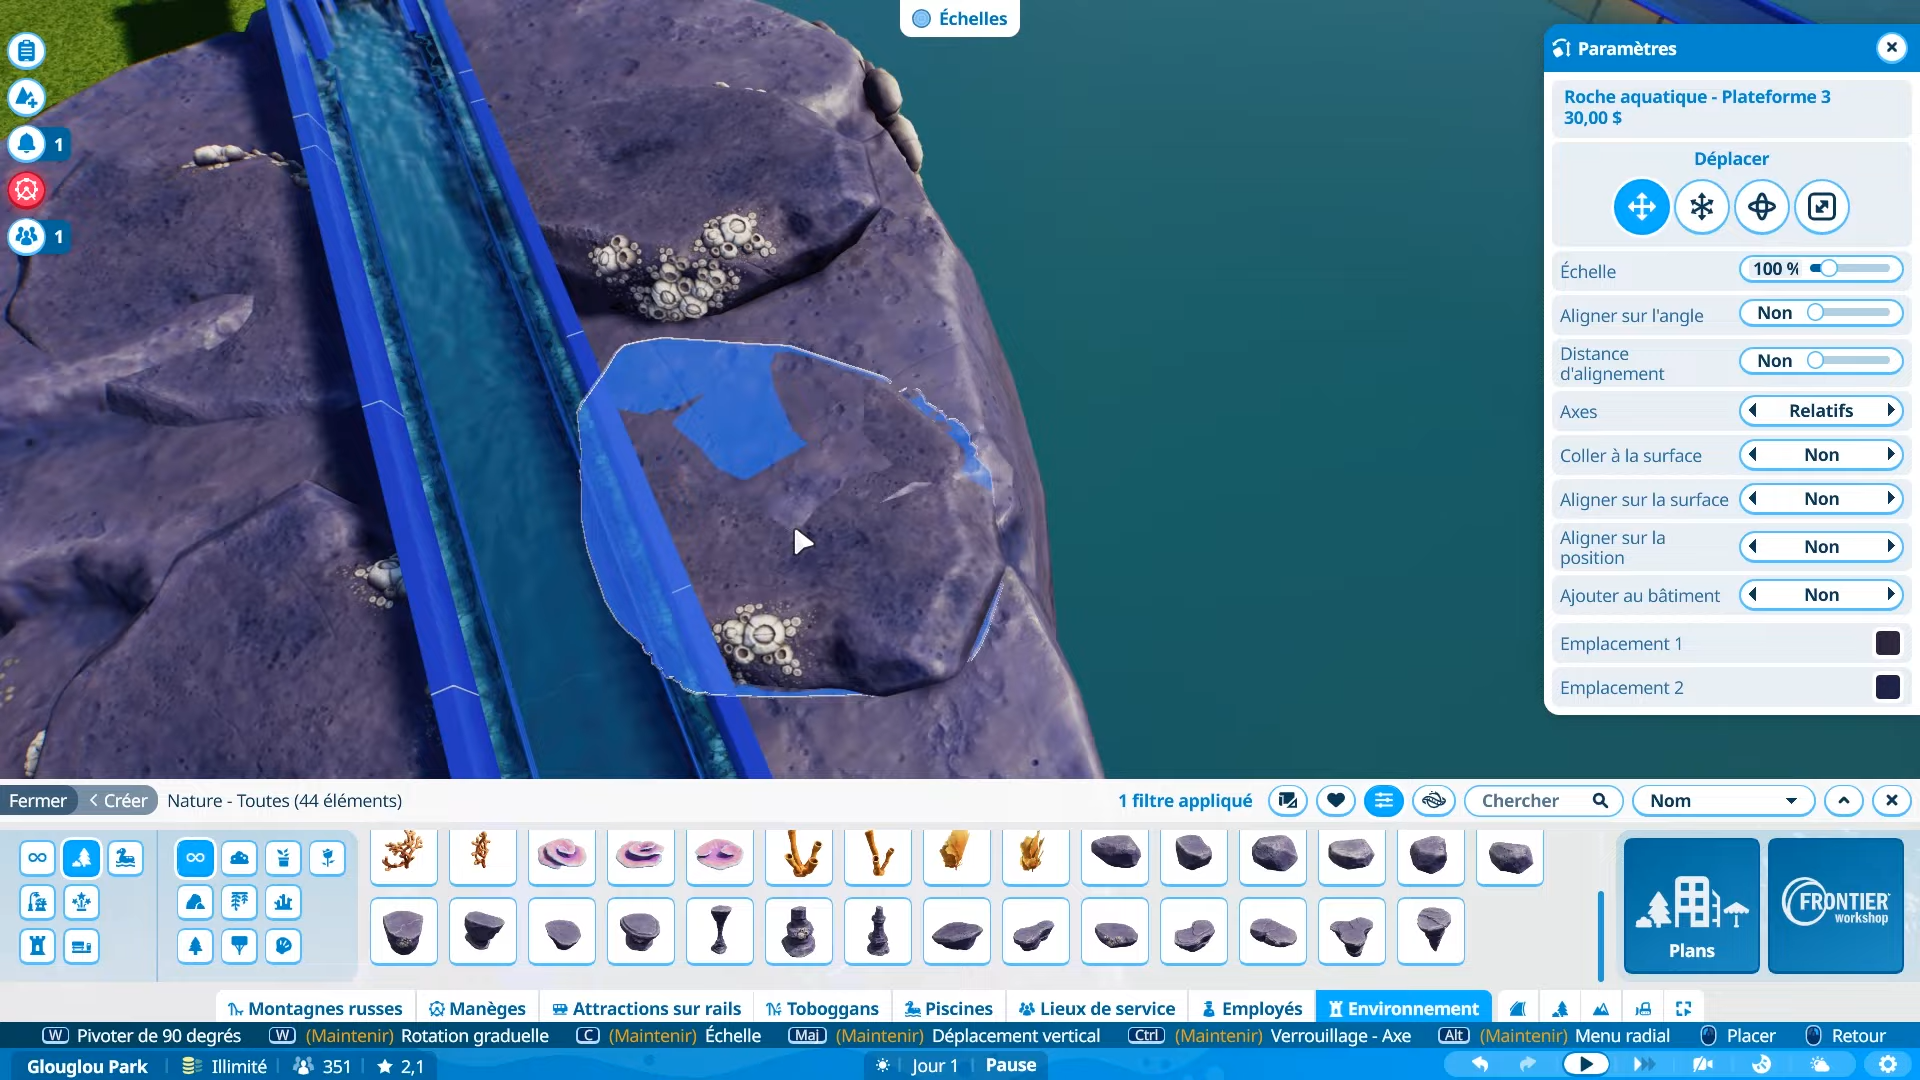 Échelles
1
1
Paramètres
Roche aquatique - Plateforme 3
30,00 $
Déplacer
Échelle
100 %
Aligner sur l'angle
Non
Distance
d'alignement
Non
Axes
Relatifs
Coller à la surface
Non
Aligner sur la surface
Non
Aligner sur la
position
Non
Ajouter au bâtiment
Non
Emplacement 1
Emplacement 2
Fermer
Créer
Nature - Toutes (44 éléments)
1 filtre appliqué
Chercher
Nom
Plans
FRONTIER
workshop
Montagnes russes
Manèges
Attractions sur rails
Toboggans
Piscines
Lieux de service
Employés
Environnement
W Pivoter de 90 degrés
W (Maintenir) Rotation graduelle
C (Maintenir) Échelle
Maj (Maintenir) Déplacement vertical
Ctrl (Maintenir) Verrouillage - Axe
Alt (Maintenir) Menu radial
Placer
Retour
Glouglou Park
Illimité
351
2,1
Jour 1
Pause